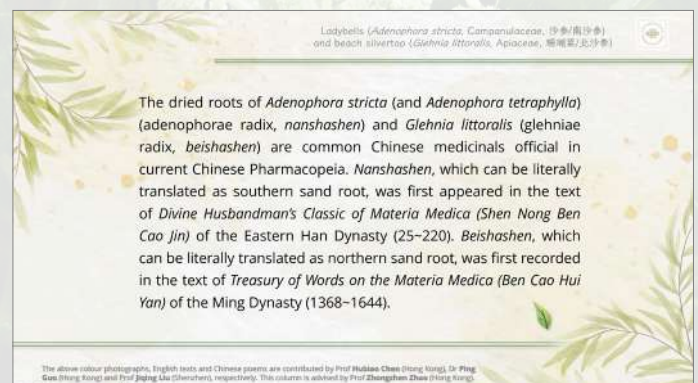 Ladybells (Adenophora stricta, Campanulaceae, 沙参/南沙参)
and beach silvertop (Glehnia littoralis, Apiaceae, 珊瑚菜/北沙参)
The dried roots of Adenophora stricta (and Adenophora tetraphylla)
(adenophorae radix, nanshashen) and Glehnia littoralis (glehniae
radix, beishashen) are common Chinese medicinals official in
current Chinese Pharmacopeia. Nanshashen, which can be literally
translated as southern sand root, was first appeared in the text
of Divine Husbandman's Classic of Materia Medica (Shen Nong Ben
Cao Jin) of the Eastern Han Dynasty (25~220). Beishashen, which
can be literally translated as northern sand root, was first recorded
in the text of Treasury of Words on the Materia Medica (Ben Cao Hui
Yan) of the Ming Dynasty (1368~1644).
The above colour photographs, English texts and Chinese poems are contributed by Prof Hubiao Chen (Hong Kong), Dr Ping
Guo (Hong Kong) and Prof Jiqing Liu (Shenzhen), respectively. This column is advised by Prof Zhongzhen Zhao (Hong Kong).